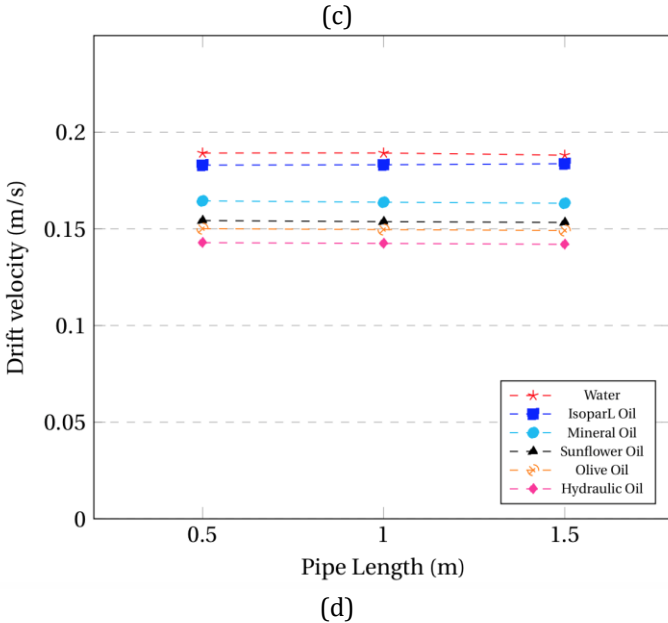 (c)
0.2
0.15
0.1
0.05
0
Drift velocity (m/s)
Water
IsoparL Oil
Mineral Oil
Sunflower Oil
Olive Oil
Hydraulic Oil
0.5 1 1.5
Pipe Length (m)
(d)